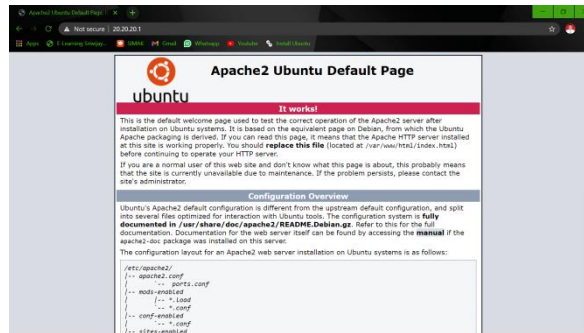 Apache2 Ubuntu Default Page
Not secure | 20.20.20.1
Apps E-Learning SIMAK Gmail Whatsapp Youtube Install Ubuntu
Apache2 Ubuntu Default Page
ubuntu
It works!
This is the default welcome page used to test the correct operation of the Apache2 server after
installation on Ubuntu systems. It is based on the equivalent page on Debian, from which the Ubuntu
Apache packaging is derived. If you can read this page, it means that the Apache HTTP server installed
at this site is working properly. You should replace this file (located at /var/www/html/index.html)
before continuing to operate your HTTP server.
If you are a normal user of this web site and don't know what this page is about, this probably means
that the site is currently unavailable due to maintenance. If the problem persists, please contact the
site's administrator.
Configuration Overview
Ubuntu's Apache2 default configuration is different from the upstream default configuration, and split
into several files optimized for interaction with Ubuntu tools. The configuration system is fully
documented in /usr/share/doc/apache2/README.Debian.gz. Refer to this for the full
documentation. Documentation for the web server itself can be found by accessing the manual if the
apache2-doc package was installed on this server.
The configuration layout for an Apache2 web server installation on Ubuntu systems is as follows:
/etc/apache2/
|-- apache2.conf
| `-- ports.conf
|-- mods-enabled
| |-- *.load
| `-- *.conf
|-- conf-enabled
| `-- *.conf
|-- sites-enabled